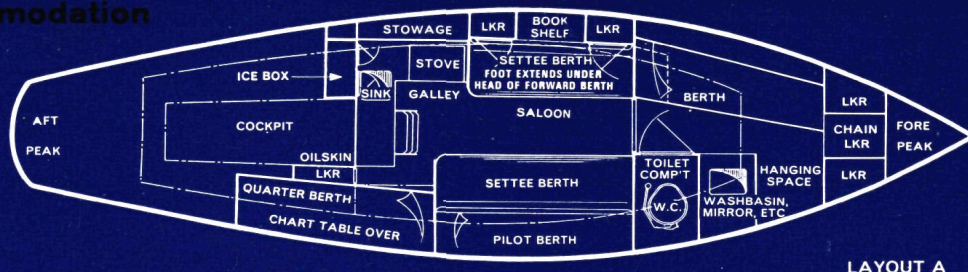 modation
STOWAGE
LKR
BOOK
SHELF
LKR
ICE BOX
SINK
STOVE
SETTEE BERTH
FOOT EXTENDS UNDER
HEAD OF FORWARD BERTH
GALLEY
BERTH
AFT
PEAK
COCKPIT
SALOON
LKR
CHAIN
LKR
LKR
FORE
PEAK
OILSKIN
LKR
QUARTER BERTH
CHART TABLE OVER
SETTEE BERTH
PILOT BERTH
TOILET
COMP'T
W.C.
HANGING
SPACE
WASHBASIN,
MIRROR, ETC
LAYOUT A